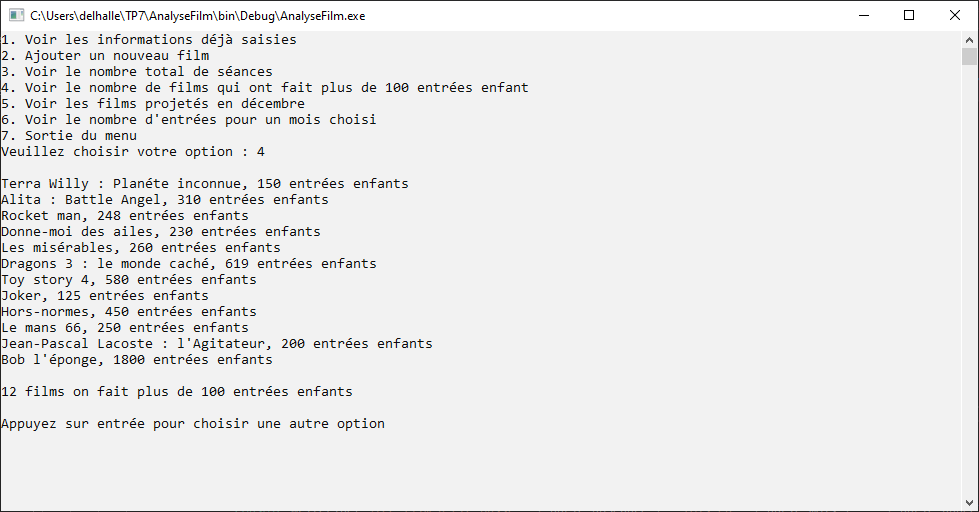 C:\Users\delhalle\TP7\AnalyseFilm\bin\Debug\AnalyseFilm.exe
1. Voir les informations déjà saisies
2. Ajouter un nouveau film
3. Voir le nombre total de séances
4. Voir le nombre de films qui ont fait plus de 100 entrées enfant
5. Voir les films projetés en décembre
6. Voir le nombre d'entrées pour un mois choisi
7. Sortie du menu
Veuillez choisir votre option : 4
Terra Willy : Planéte inconnue, 150 entrées enfants
Alita : Battle Angel, 310 entrées enfants
Rocket man, 248 entrées enfants
Donne-moi des ailes, 230 entrées enfants
Les misérables, 260 entrées enfants
Dragons 3 : le monde caché, 619 entrées enfants
Toy story 4, 580 entrées enfants
Joker, 125 entrées enfants
Hors-normes, 450 entrées enfants
Le mans 66, 250 entrées enfants
Jean-Pascal Lacoste : l'Agitateur, 200 entrées enfants
Bob l'éponge, 1800 entrées enfants
12 films on fait plus de 100 entrées enfants
Appuyez sur entrée pour choisir une autre option